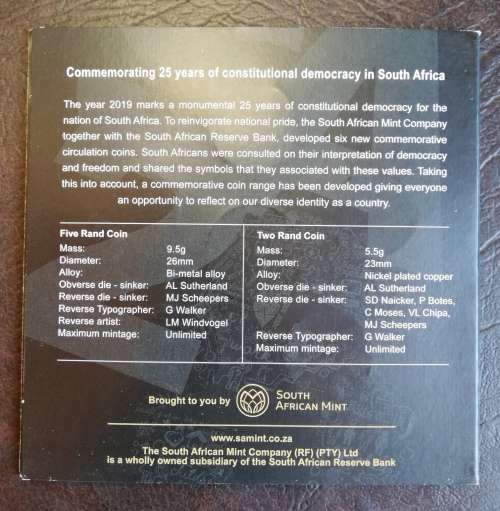 Commemorating 25 years of constitutional democracy in South Africa
The year 2019 marks a monumental 25 years of constitutional democracy for the
nation of South Africa. To reinvigorate national pride, the South African Mint Company
together with the South African Reserve Bank, developed six new commemorative
circulation coins. South Africans were consulted on their interpretation of democracy
and freedom and shared the symbols that they associated with these values. Taking
this into account, a commemorative coin range has been developed giving everyone
an opportunity to reflect on our diverse identity as a country.
Five Rand Coin
Mass: 9.5g
Diameter: 26mm
Alloy: Bi-metal alloy
Obverse die - sinker: AL Sutherland
Reverse die - sinker: MJ Scheepers
Reverse Typographer: G Walker
Reverse artist: LM Windvogel
Maximum mintage: Unlimited
Two Rand Coin
Mass: 5.5g
Diameter: 23mm
Alloy: Nickel plated copper
Obverse die - sinker: AL Sutherland
Reverse die - sinker: SD Naicker, P Botes,
C Moses, VL Chipa,
MJ Scheepers
Reverse Typographer: G Walker
Maximum mintage: Unlimited
Brought to you by SOUTH
AFRICAN MINT
www.samint.co.za
The South African Mint Company (RF) (PTY) Ltd
is a wholly owned subsidiary of the South African Reserve Bank